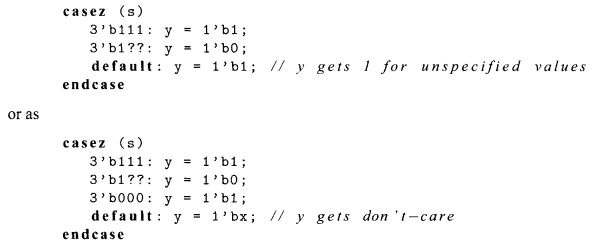 casez (s)
3'b111: y = 1'b1;
3'b1??: y = 1'b0;
default: y = 1'b1; // y gets 1 for unspecified values
endcase
or as
casez (s)
3'b111: y = 1'b1;
3'b1??: y = 1'b0;
3'b000: y = 1'b1;
default: y = 1'bx; // y gets don't-care
endcase